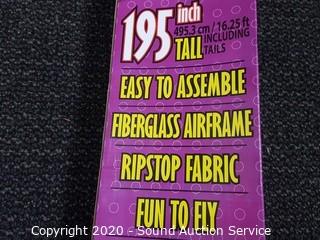 195 inch
495.3 cm / 16.25 ft
TALL INCLUDING
TAILS
EASY TO ASSEMBLE
FIBERGLASS AIRFRAME
RIPSTOP FABRIC
FUN TO FLY
Copyright © 2020 - Sound Auction Service